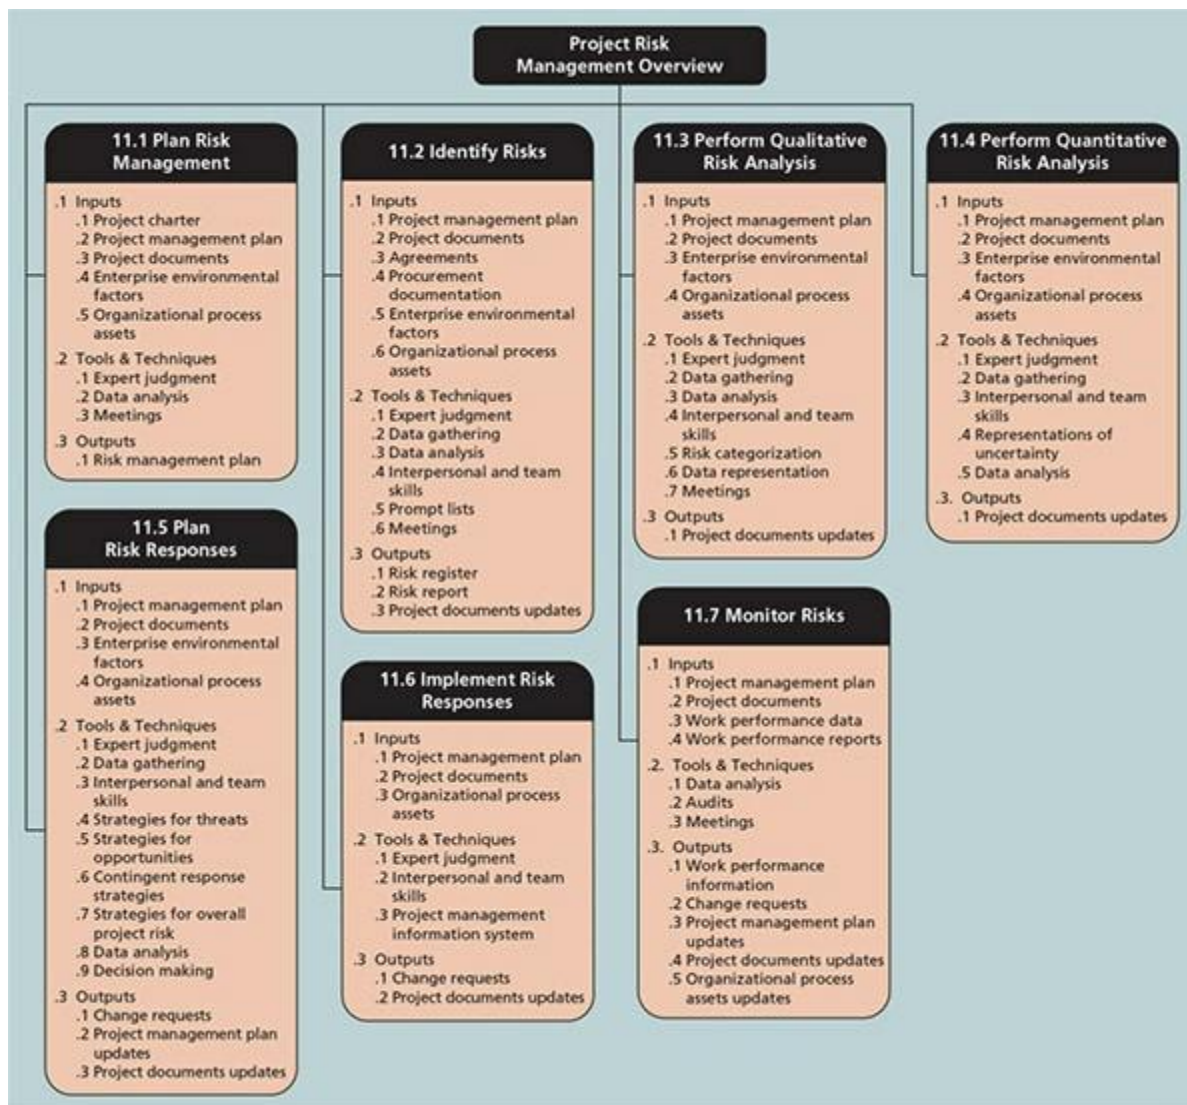 Project Risk
Management Overview
11.1 Plan Risk
Management
.1 Inputs
.1 Project charter
.2 Project management plan
.3 Project documents
.4 Enterprise environmental
factors
.5 Organizational process
assets
.2 Tools & Techniques
.1 Expert judgment
.2 Data analysis
.3 Meetings
.3 Outputs
.1 Risk management plan
11.2 Identify Risks
.1 Inputs
.1 Project management plan
.2 Project documents
.3 Agreements
.4 Procurement
documentation
.5 Enterprise environmental
factors
.6 Organizational process
assets
.2 Tools & Techniques
.1 Expert judgment
.2 Data gathering
.3 Data analysis
.4 Interpersonal and team
skills
.5 Prompt lists
.6 Meetings
.3 Outputs
.1 Risk register
.2 Risk report
.3 Project documents updates
11.3 Perform Qualitative
Risk Analysis
.1 Inputs
.1 Project management plan
.2 Project documents
.3 Enterprise environmental
factors
.4 Organizational process
assets
.2 Tools & Techniques
.1 Expert judgment
.2 Data gathering
.3 Data analysis
.4 Interpersonal and team
skills
.5 Risk categorization
.6 Data representation
.7 Meetings
.3 Outputs
.1 Project documents updates
11.4 Perform Quantitative
Risk Analysis
.1 Inputs
.1 Project management plan
.2 Project documents
.3 Enterprise environmental
factors
.4 Organizational process
assets
.2 Tools & Techniques
.1 Expert judgment
.2 Data gathering
.3 Interpersonal and team
skills
.4 Representations of
uncertainty
.5 Data analysis
.3. Outputs
.1 Project documents updates
11.5 Plan
Risk Responses
.1 Inputs
.1 Project management plan
.2 Project documents
.3 Enterprise environmental
factors
.4 Organizational process
assets
.2 Tools & Techniques
.1 Expert judgment
.2 Data gathering
.3 Interpersonal and team
skills
.4 Strategies for threats
.5 Strategies for
opportunities
.6 Contingent response
strategies
.7 Strategies for overall
project risk
.8 Data analysis
.9 Decision making
.3 Outputs
.1 Change requests
.2 Project management plan
updates
.3 Project documents updates
11.6 Implement Risk
Responses
.1 Inputs
.1 Project management plan
.2 Project documents
.3 Organizational process
assets
.2 Tools & Techniques
.1 Expert judgment
.2 Interpersonal and team
skills
.3 Project management
information system
.3 Outputs
.1 Change requests
.2 Project documents updates
11.7 Monitor Risks
.1 Inputs
.1 Project management plan
.2 Project documents
.3 Work performance data
.4 Work performance reports
.2. Tools & Techniques
.1 Data analysis
.2 Audits
.3 Meetings
.3. Outputs
.1 Work performance
information
.2 Change requests
.3 Project management plan
updates
.4 Project documents updates
.5 Organizational process
assets updates